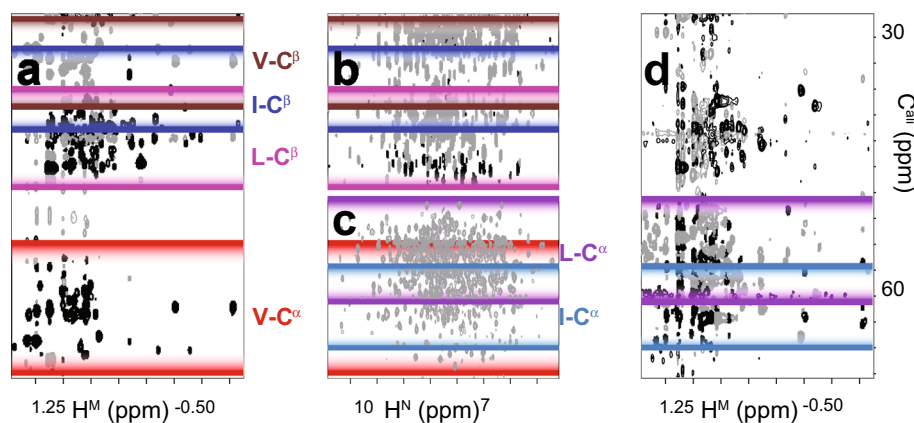 a
b
c
d
V-Cβ
I-Cβ
L-Cβ
V-Cα
L-Cα
I-Cα
30
60
Cali (ppm)
1.25 HM (ppm) -0.50
10 HN (ppm) 7
1.25 HM (ppm) -0.50